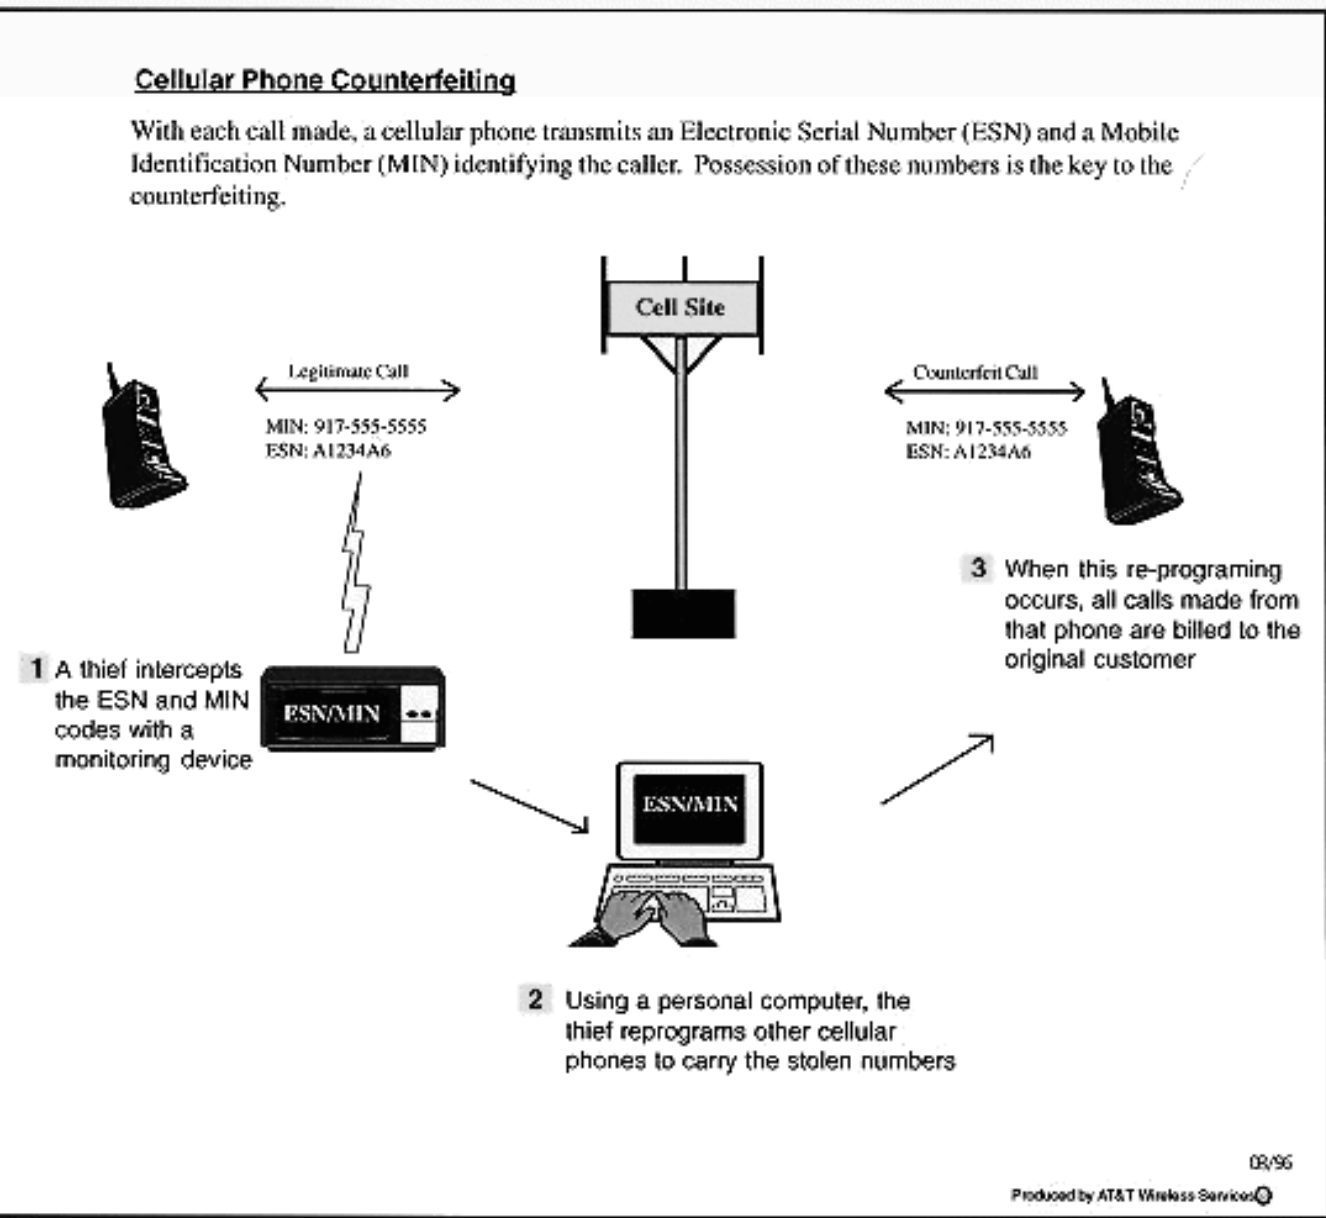 Cellular Phone Counterfeiting
With each call made, a cellular phone transmits an Electronic Serial Number (ESN) and a Mobile
Identification Number (MIN) identifying the caller. Possession of these numbers is the key to the
counterfeiting.
Cell Site
Legitimate Call
MIN: 917-555-5555
ESN: A1234A6
Counterfeit Call
MIN: 917-555-5555
ESN: A1234A6
1 A thief intercepts
the ESN and MIN
codes with a
monitoring device
ESN/MIN
ESN/MIN
2 Using a personal computer, the
thief reprograms other cellular
phones to carry the stolen numbers
3 When this re-programing
occurs, all calls made from
that phone are billed to the
original customer
Produced by AT&T Wireless Services